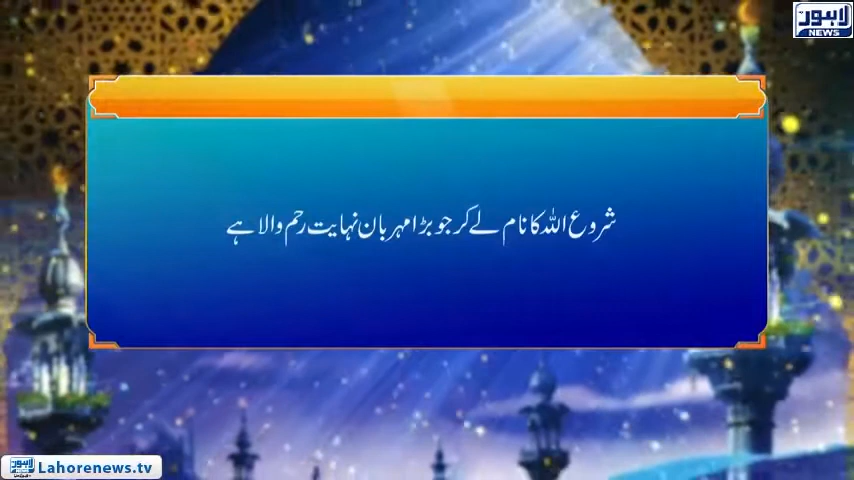 لاہور
NEWS
شروع اللہ کا نام لے کر جو بڑا مہربان نہایت رحم والا ہے
Lahorenews.tv